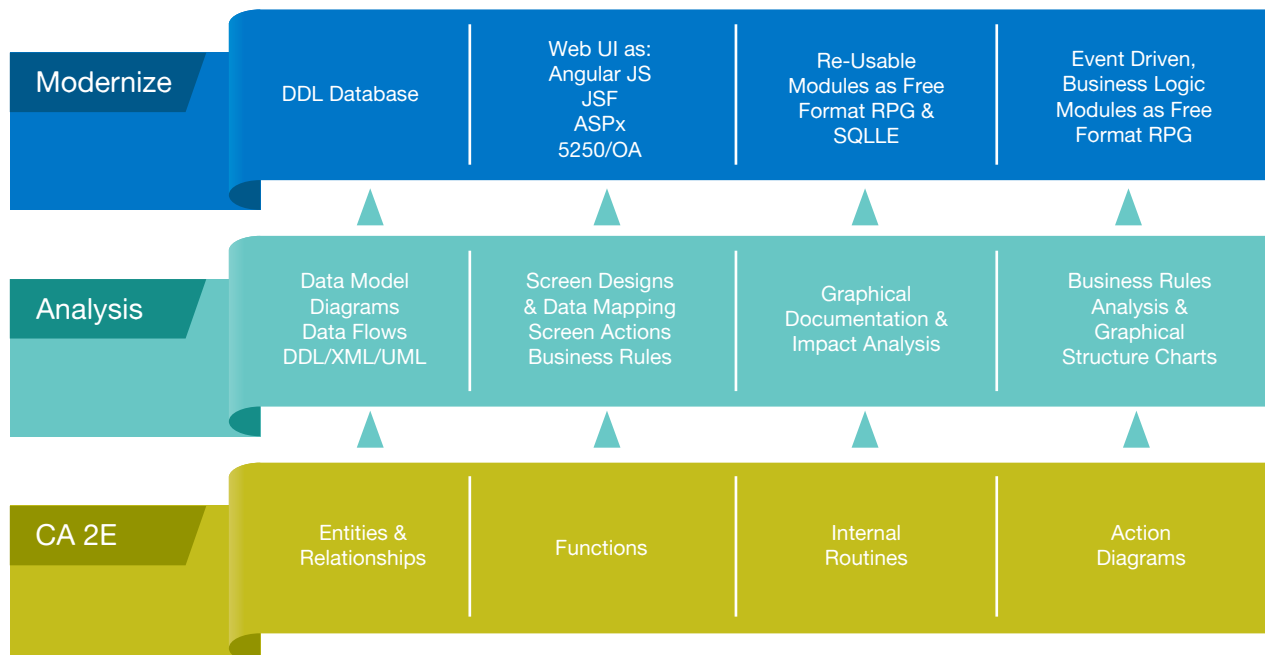 Modernize
DDL Database
Web UI as:
Angular JS
JSF
ASPx
5250/OA
Re-Usable
Modules as Free
Format RPG &
SQLLE
Event Driven,
Business Logic
Modules as Free
Format RPG
Analysis
Data Model
Diagrams
Data Flows
DDL/XML/UML
Screen Designs
& Data Mapping
Screen Actions
Business Rules
Graphical
Documentation &
Impact Analysis
Business Rules
Analysis &
Graphical
Structure Charts
CA 2E
Entities &
Relationships
Functions
Internal
Routines
Action
Diagrams